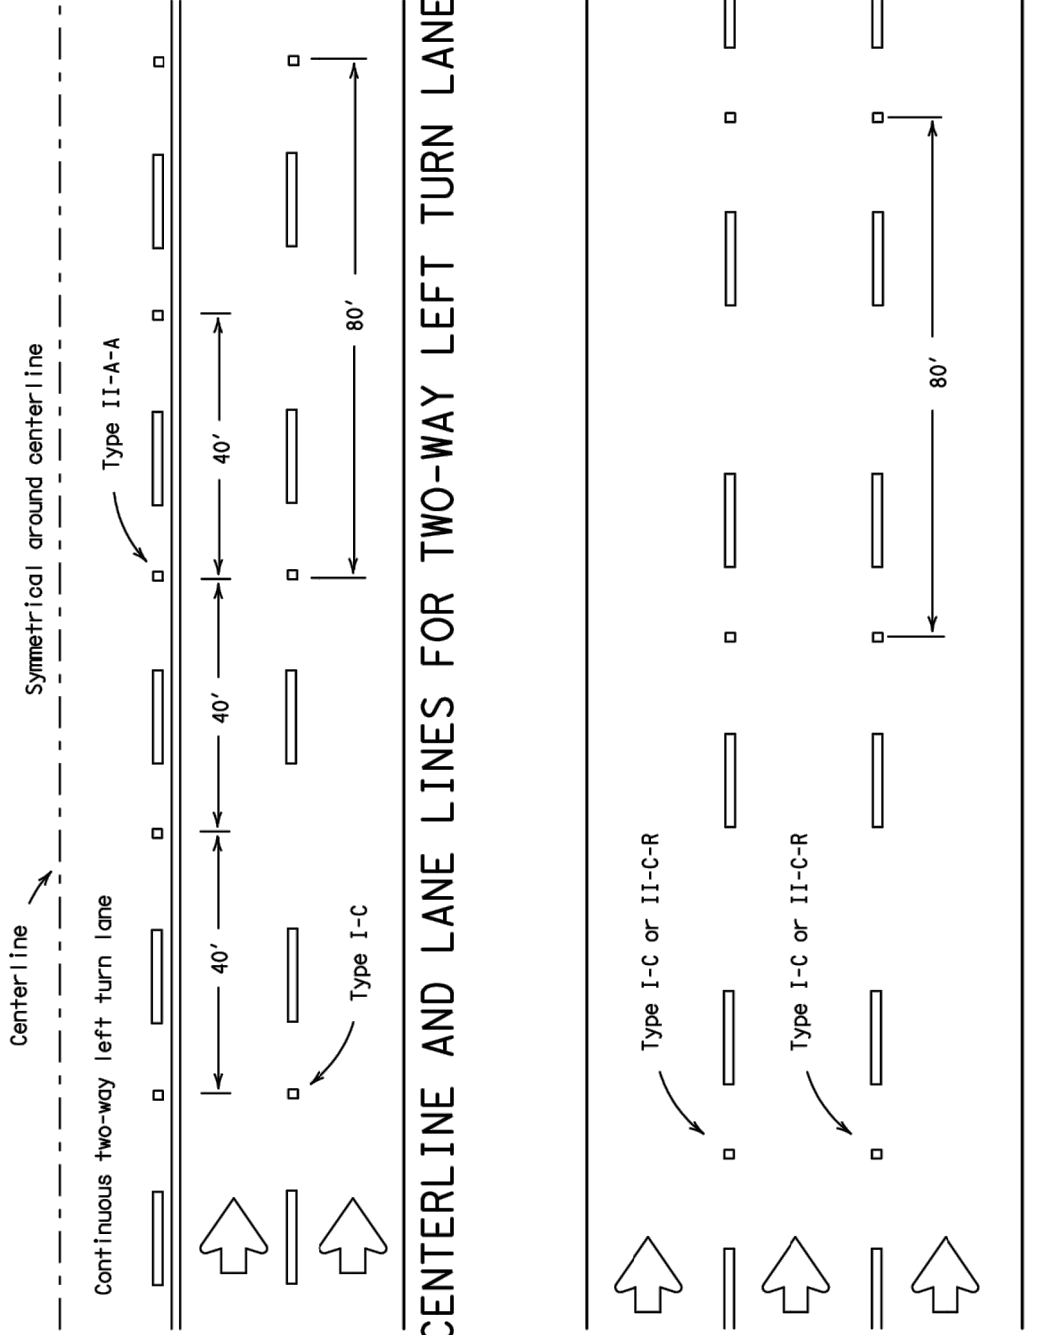 Centerline
Symmetrical around centerline
Continuous two-way left turn lane
Type II-A-A
40'
40'
40'
80'
Type I-C
CENTERLINE AND LANE LINES FOR TWO-WAY LEFT TURN LANE
Type I-C or II-C-R
Type I-C or II-C-R
80'